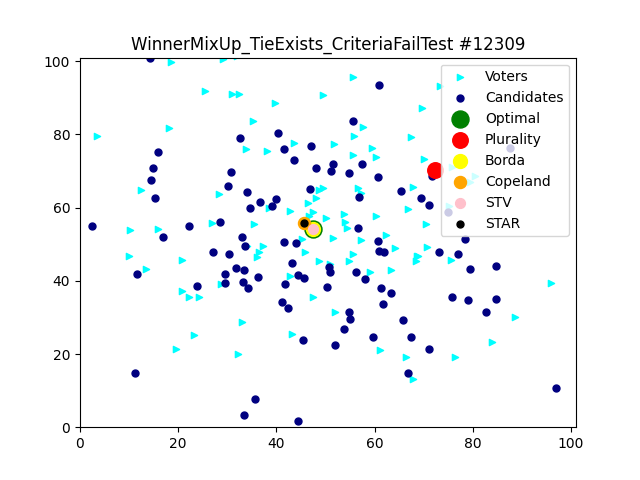 WinnerMixUp_TieExists_CriteriaFailTest #12309
Voters
Candidates
Optimal
Plurality
Borda
Copeland
STV
STAR
100
80
60
40
20
0
0 20 40 60 80 100